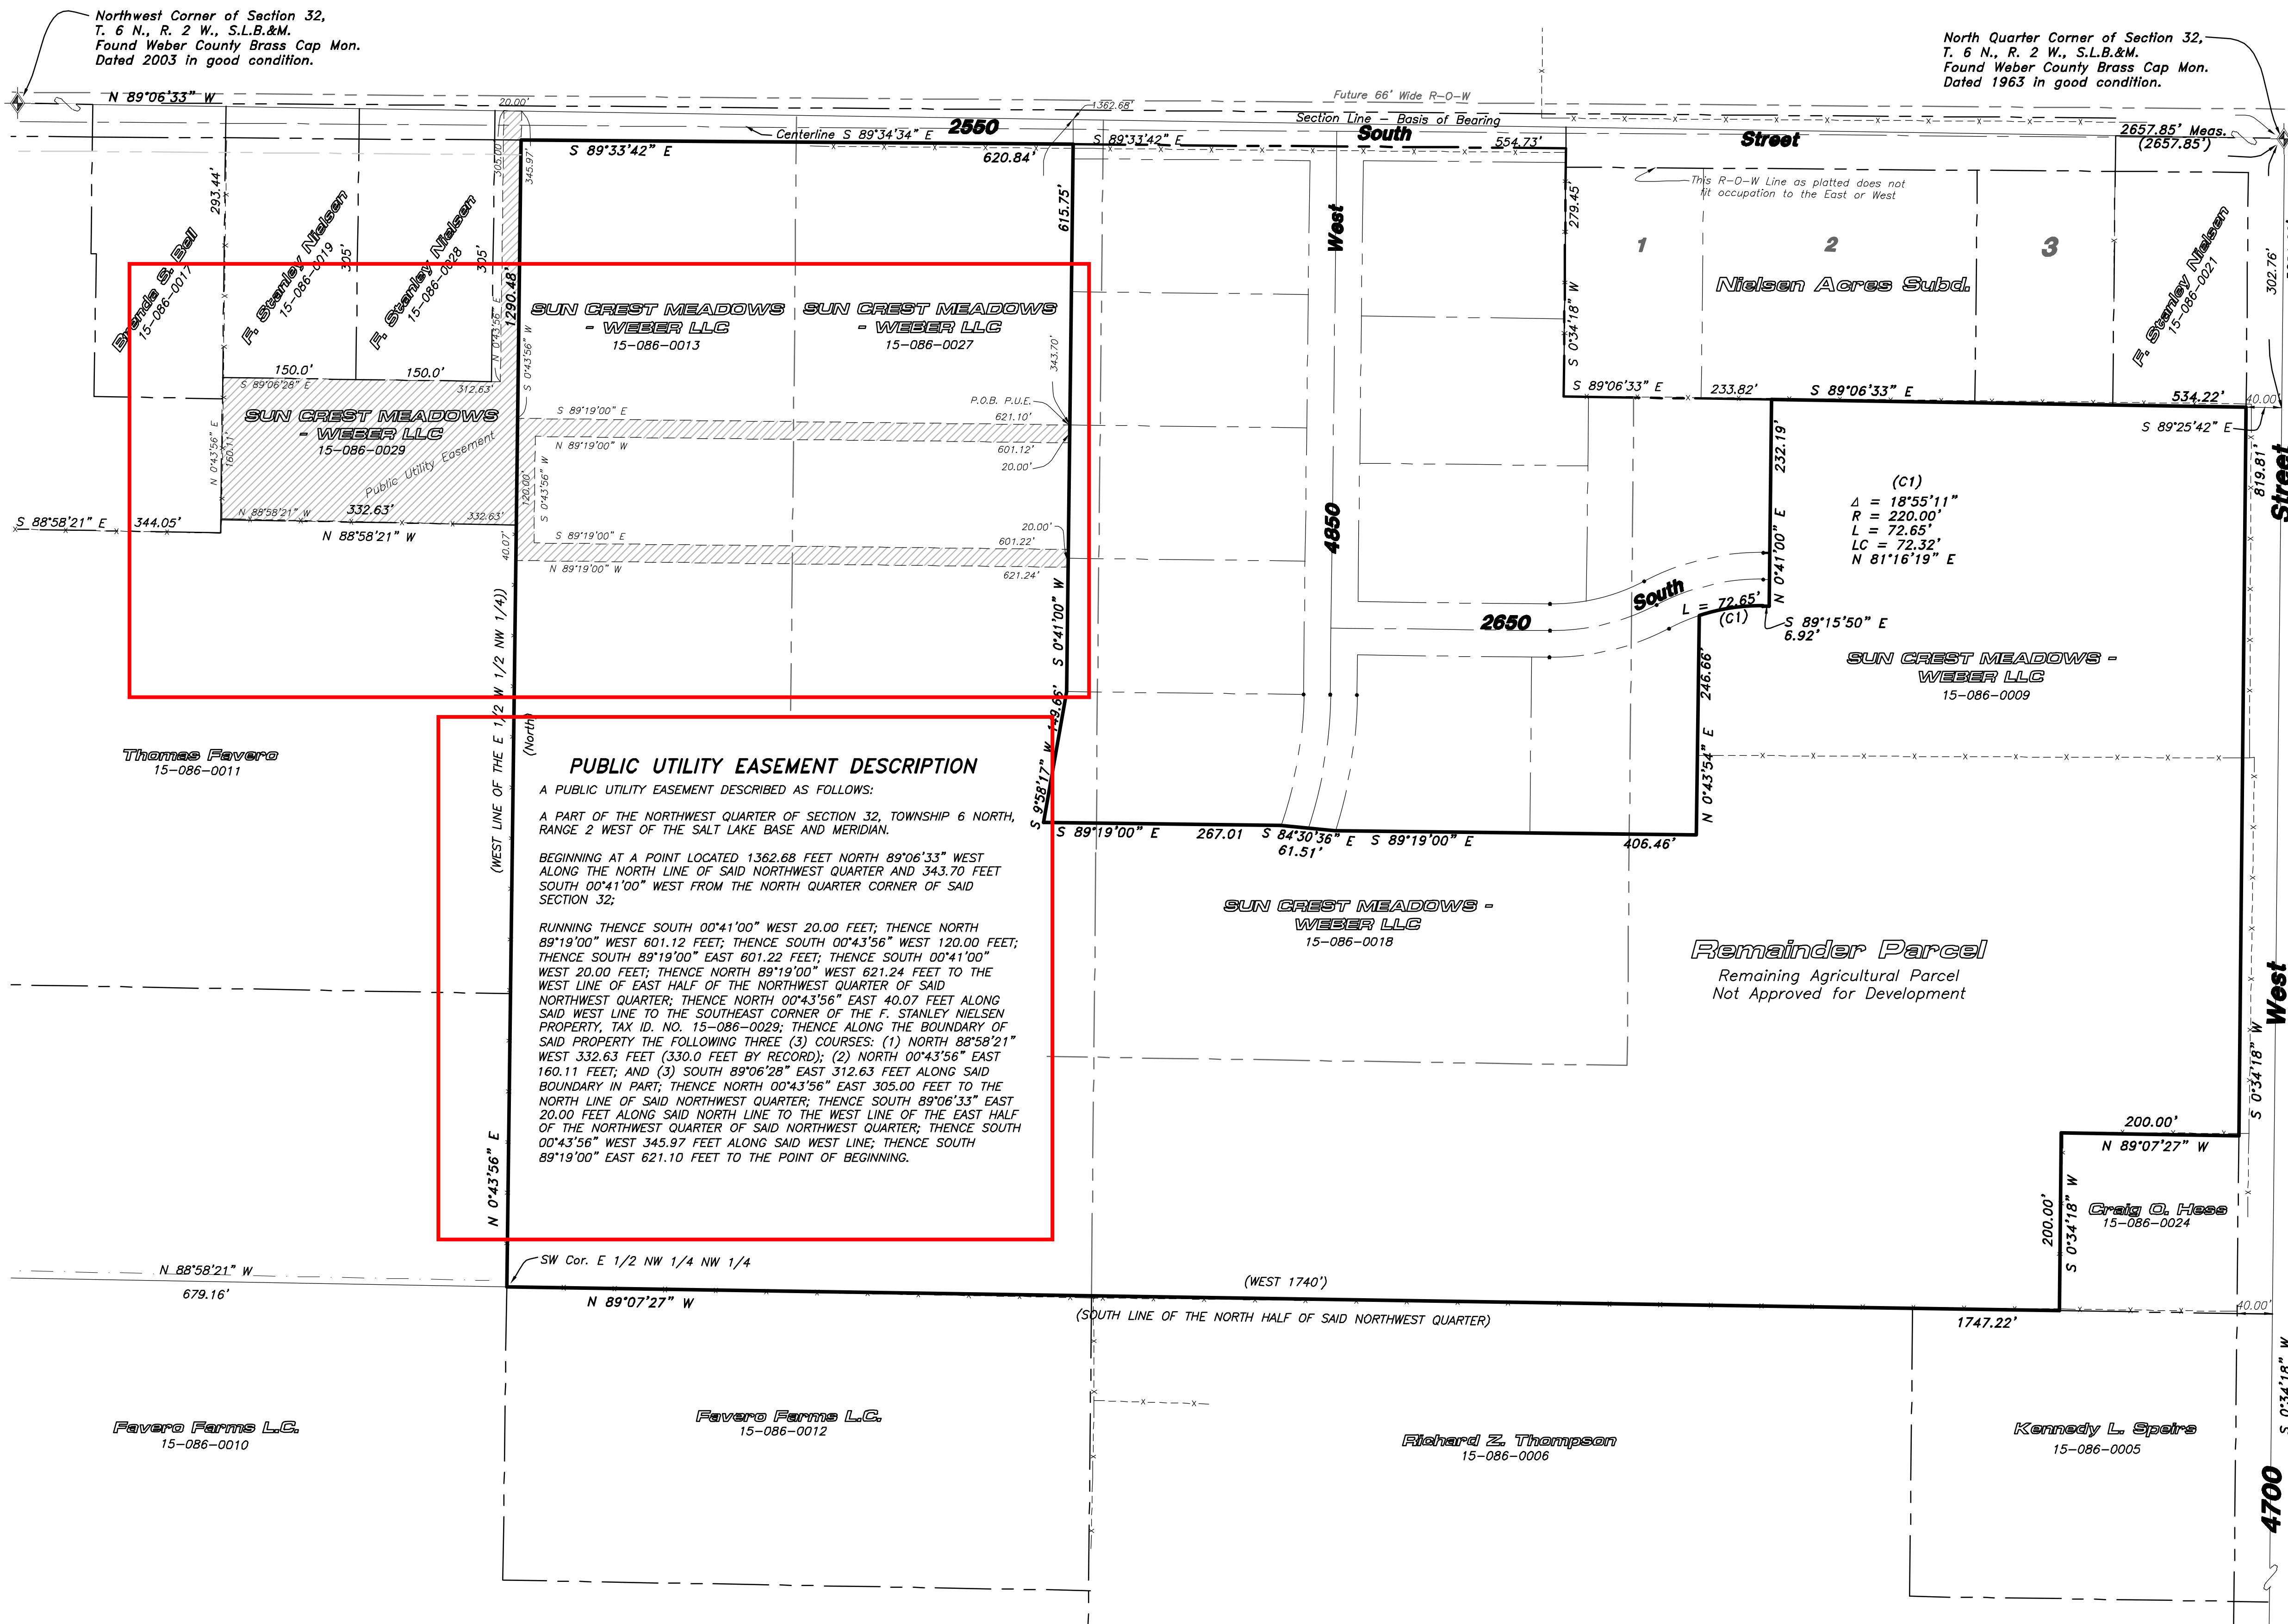 Northwest Corner of Section 32,
T. 6 N., R. 2 W., S.L.B.&M.
Found Weber County Brass Cap Mon.
Dated 2003 in good condition.
North Quarter Corner of Section 32,
T. 6 N., R. 2 W., S.L.B.&M.
Found Weber County Brass Cap Mon.
Dated 1963 in good condition.
N 89°06'33" W
20.00'
1362.68'
Future 66' Wide R-O-W
Section Line - Basis of Bearing
Centerline S 89°34'34" E
2550
South
Street
2657.85' Meas.
(2657.85')
S 89°33'42" E
620.84'
S 89°33'42" E
554.73'
This R-O-W Line as platted does not
fit occupation to the East or West
293.44'
305.00'
345.97'
615.75'
West
279.45'
S 0°34'18" W
1
2
3
Nielsen Acres Subd.
302.76'
Brenda S. Bell
15-086-0017
F. Stanley Nielsen
15-086-0019
305'
F. Stanley Nielsen
15-086-0028
305'
F. Stanley Nielsen
15-086-0021
N 0°43'56" E
1290.48'
S 0°43'56" W
SUN CREST MEADOWS
- WEBER LLC
15-086-0013
SUN CREST MEADOWS
- WEBER LLC
15-086-0027
343.70'
150.0'
150.0'
S 89°06'28" E
312.63'
SUN CREST MEADOWS
- WEBER LLC
15-086-0029
Public Utility Easement
N 0°43'56" E
160.11'
P.O.B. P.U.E.
S 89°19'00" E
621.10'
N 89°19'00" W
601.12'
20.00'
120.00'
S 0°43'56" W
S 89°06'33" E
233.82'
S 89°06'33" E
534.22'
40.00'
S 89°25'42" E
232.19'
N 0°41'00" E
819.81'
Street
(C1)
Δ = 18°55'11"
R = 220.00'
L = 72.65'
LC = 72.32'
N 81°16'19" E
S 88°58'21" E
344.05'
N 88°58'21" W
332.63'
332.63'
N 88°58'21" W
40.07'
20.00'
S 89°19'00" E
601.22'
N 89°19'00" W
621.24'
4850
S 0°41'00" W
South
2650
L = 72.65'
(C1)
S 89°15'50" E
6.92'
246.66'
N 0°43'54" E
SUN CREST MEADOWS -
WEBER LLC
15-086-0009
(WEST LINE OF THE E 1/2 W 1/2 NW 1/4))
(North)
149.66'
S 9°58'17" W
Thomas Favero
15-086-0011
PUBLIC UTILITY EASEMENT DESCRIPTION
A PUBLIC UTILITY EASEMENT DESCRIBED AS FOLLOWS:
A PART OF THE NORTHWEST QUARTER OF SECTION 32, TOWNSHIP 6 NORTH,
RANGE 2 WEST OF THE SALT LAKE BASE AND MERIDIAN.
BEGINNING AT A POINT LOCATED 1362.68 FEET NORTH 89°06'33" WEST
ALONG THE NORTH LINE OF SAID NORTHWEST QUARTER AND 343.70 FEET
SOUTH 00°41'00" WEST FROM THE NORTH QUARTER CORNER OF SAID
SECTION 32;
RUNNING THENCE SOUTH 00°41'00" WEST 20.00 FEET; THENCE NORTH
89°19'00" WEST 601.12 FEET; THENCE SOUTH 00°43'56" WEST 120.00 FEET;
THENCE SOUTH 89°19'00" EAST 601.22 FEET; THENCE SOUTH 00°41'00"
WEST 20.00 FEET; THENCE NORTH 89°19'00" WEST 621.24 FEET TO THE
WEST LINE OF EAST HALF OF THE NORTHWEST QUARTER OF SAID
NORTHWEST QUARTER; THENCE NORTH 00°43'56" EAST 40.07 FEET ALONG
SAID WEST LINE TO THE SOUTHEAST CORNER OF THE F. STANLEY NIELSEN
PROPERTY, TAX ID. NO. 15-086-0029; THENCE ALONG THE BOUNDARY OF
SAID PROPERTY THE FOLLOWING THREE (3) COURSES: (1) NORTH 88°58'21"
WEST 332.63 FEET (330.0 FEET BY RECORD); (2) NORTH 00°43'56" EAST
160.11 FEET; AND (3) SOUTH 89°06'28" EAST 312.63 FEET ALONG SAID
BOUNDARY IN PART; THENCE NORTH 00°43'56" EAST 305.00 FEET TO THE
NORTH LINE OF SAID NORTHWEST QUARTER; THENCE SOUTH 89°06'33" EAST
20.00 FEET ALONG SAID NORTH LINE TO THE WEST LINE OF THE EAST HALF
OF THE NORTHWEST QUARTER OF SAID NORTHWEST QUARTER; THENCE SOUTH
00°43'56" WEST 345.97 FEET ALONG SAID WEST LINE; THENCE SOUTH
89°19'00" EAST 621.10 FEET TO THE POINT OF BEGINNING.
S 89°19'00" E
267.01
S 84°30'36" E
61.51'
S 89°19'00" E
406.46'
SUN CREST MEADOWS -
WEBER LLC
15-086-0018
Remainder Parcel
Remaining Agricultural Parcel
Not Approved for Development
West
S 0°34'18" W
200.00'
N 89°07'27" W
200.00'
S 0°34'18" W
Craig O. Hess
15-086-0024
N 0°43'56" E
SW Cor. E 1/2 NW 1/4 NW 1/4
N 88°58'21" W
679.16'
N 89°07'27" W
(WEST 1740')
(SOUTH LINE OF THE NORTH HALF OF SAID NORTHWEST QUARTER)
1747.22'
40.00'
S 0°34'18" W
Favero Farms L.C.
15-086-0010
Favero Farms L.C.
15-086-0012
Richard Z. Thompson
15-086-0006
Kennedy L. Speirs
15-086-0005
4700